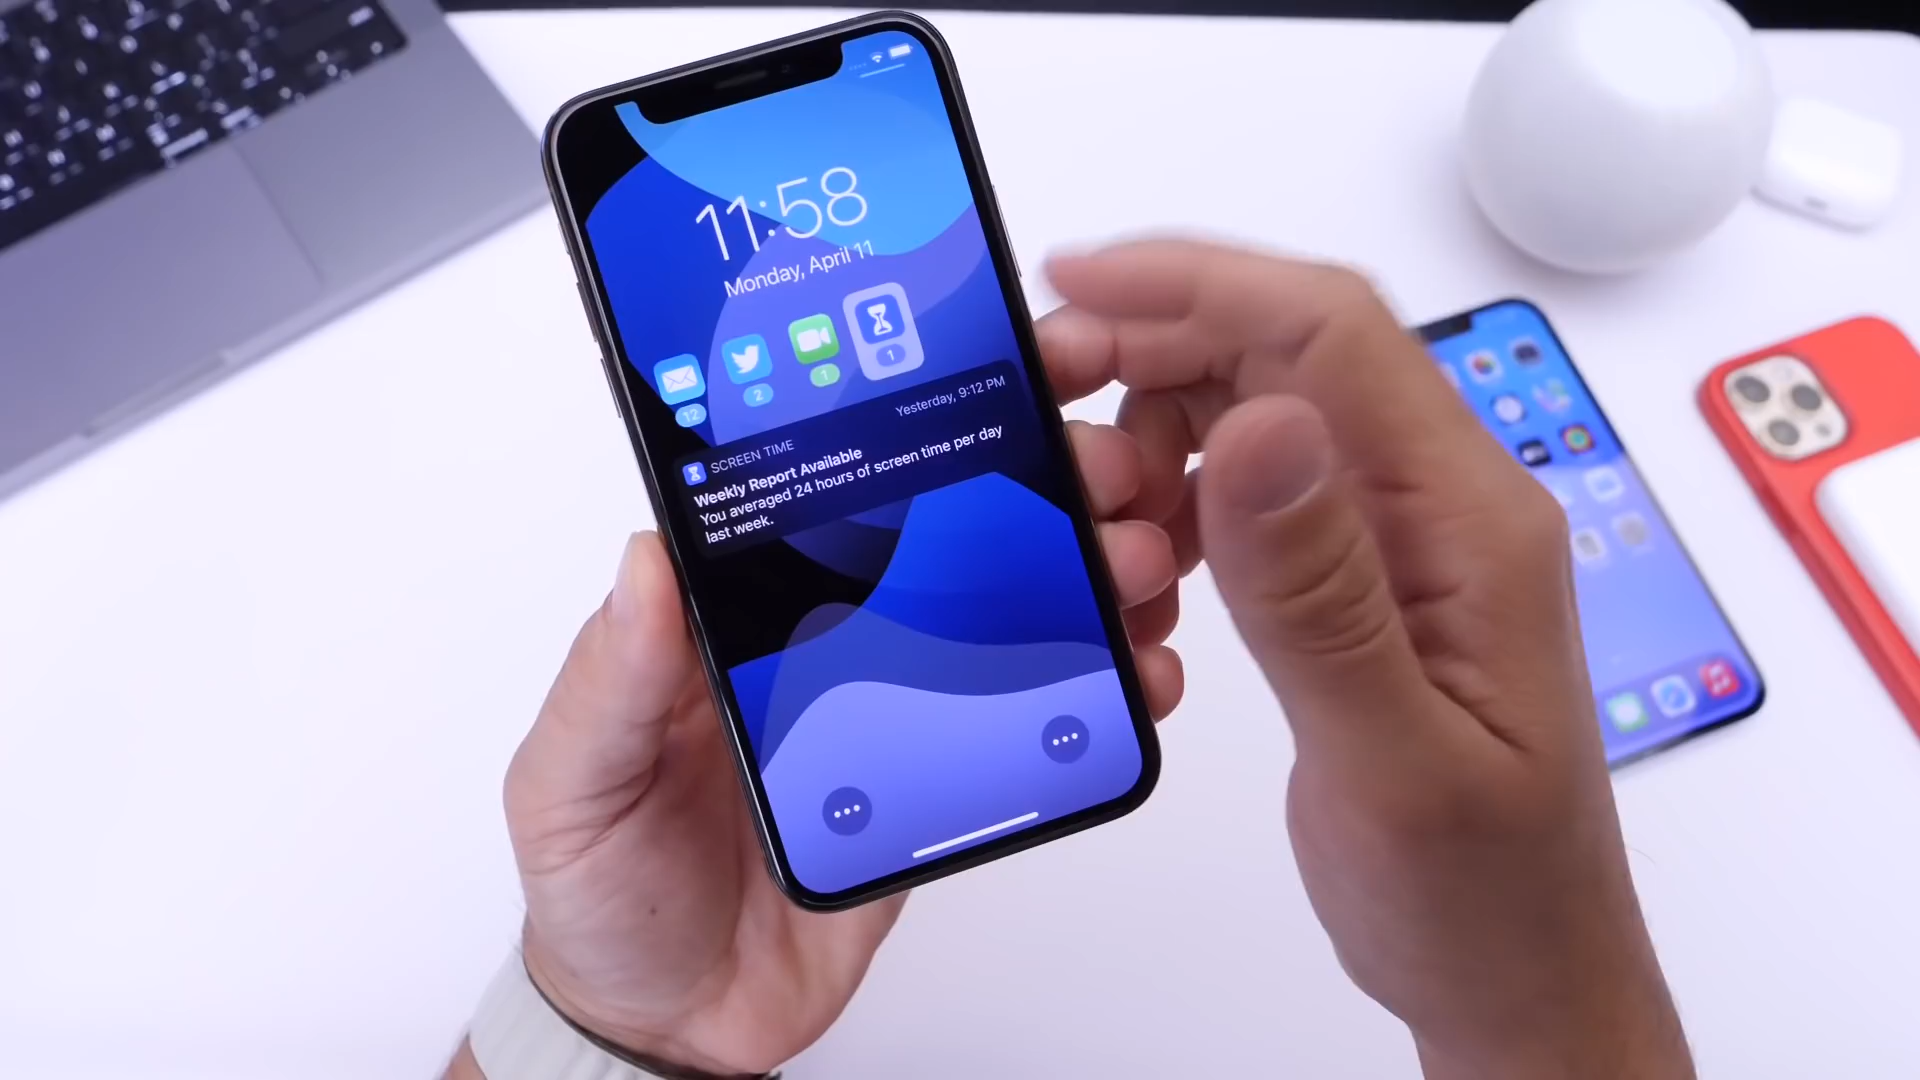 11:58
Monday, April 11
12
2
1
1
SCREEN TIME
Yesterday, 9:12 PM
Weekly Report Available
You averaged 24 hours of screen time per day
last week.